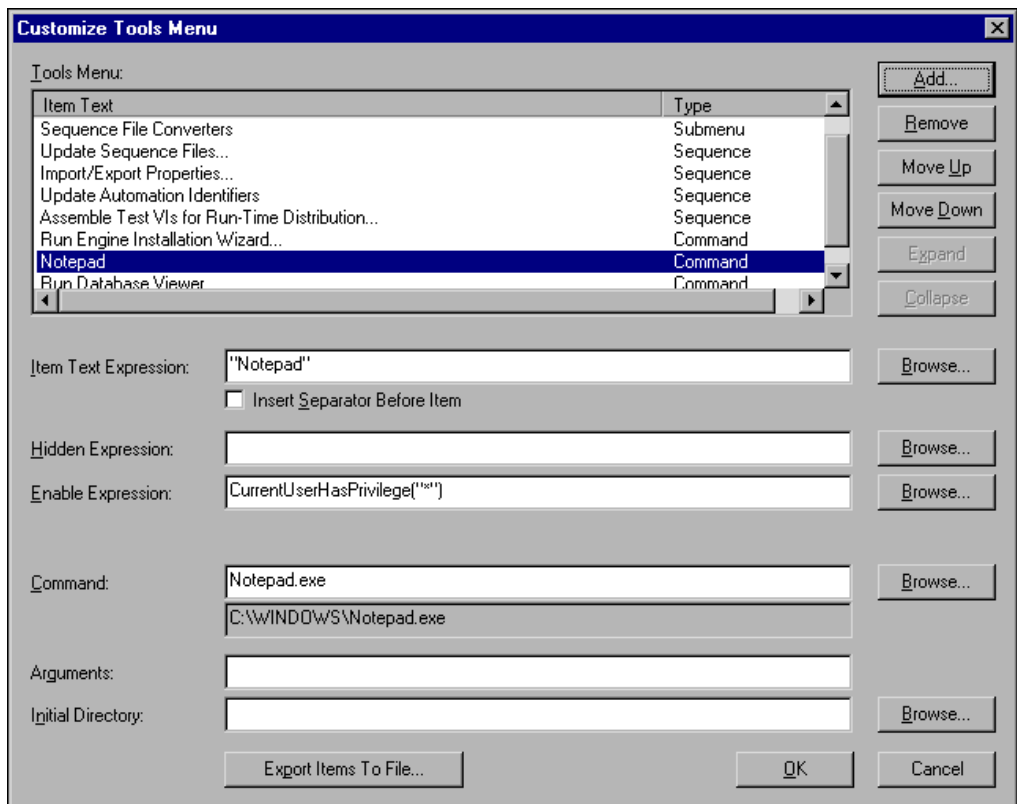 Customize Tools Menu
Tools Menu:
Item Text Type
Sequence File Converters Submenu
Update Sequence Files... Sequence
Import/Export Properties... Sequence
Update Automation Identifiers Sequence
Assemble Test VIs for Run-Time Distribution... Sequence
Run Engine Installation Wizard... Command
Notepad Command
Run Database Viewer Command
Add...
Remove
Move Up
Move Down
Expand
Collapse
Item Text Expression: "Notepad" Browse...
Insert Separator Before Item
Hidden Expression: Browse...
Enable Expression: CurrentUserHasPrivilege("*") Browse...
Command: Notepad.exe Browse...
C:\WINDOWS\Notepad.exe
Arguments:
Initial Directory: Browse...
Export Items To File... OK Cancel